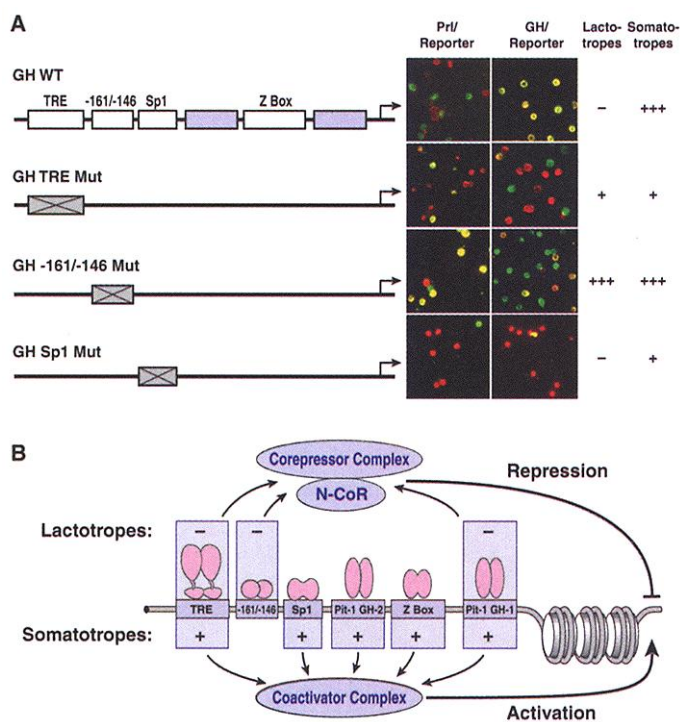 A
Prl/ Reporter
GH/ Reporter
Lacto- tropes
Somato- tropes
GH WT
TRE -161/-146 Sp1 Z Box
− +++
GH TRE Mut
+ +
GH -161/-146 Mut
+++ +++
GH Sp1 Mut
− +
B
Corepressor Complex
Repression
N-CoR
Lactotropes: − − −
TRE -161/-146 Sp1 Pit-1 GH-2 Z Box Pit-1 GH-1
Somatotropes: + + + + +
Coactivator Complex
Activation